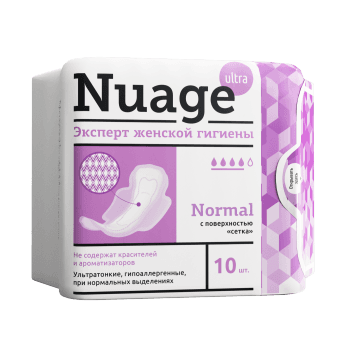 ultra
Nuage
Эксперт женской гигиены
Normal
с поверхностью
«сетка»
Не содержат красителей
и ароматизаторов
Ультратонкие, гипоаллергенные,
при нормальных выделениях
10 шт.